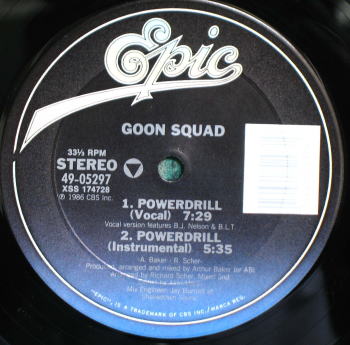 Epic
GOON SQUAD
33⅓ RPM
STEREO
49-05297
XSS 174728
℗ 1986 CBS Inc.
1. POWERDRILL
(Vocal) 7:29
Vocal version features B.J. Nelson & B.L.T.
2. POWERDRILL
(Instrumental) 5:35
A. Baker - R. Scher
Produced, arranged and mixed by Arthur Baker for
by Richard Scher, Mixed and
Mix Engineer Jay Burnett
Shakedown Sound
"EPIC", IS A TRADEMARK OF CBS INC./MARCA REG.